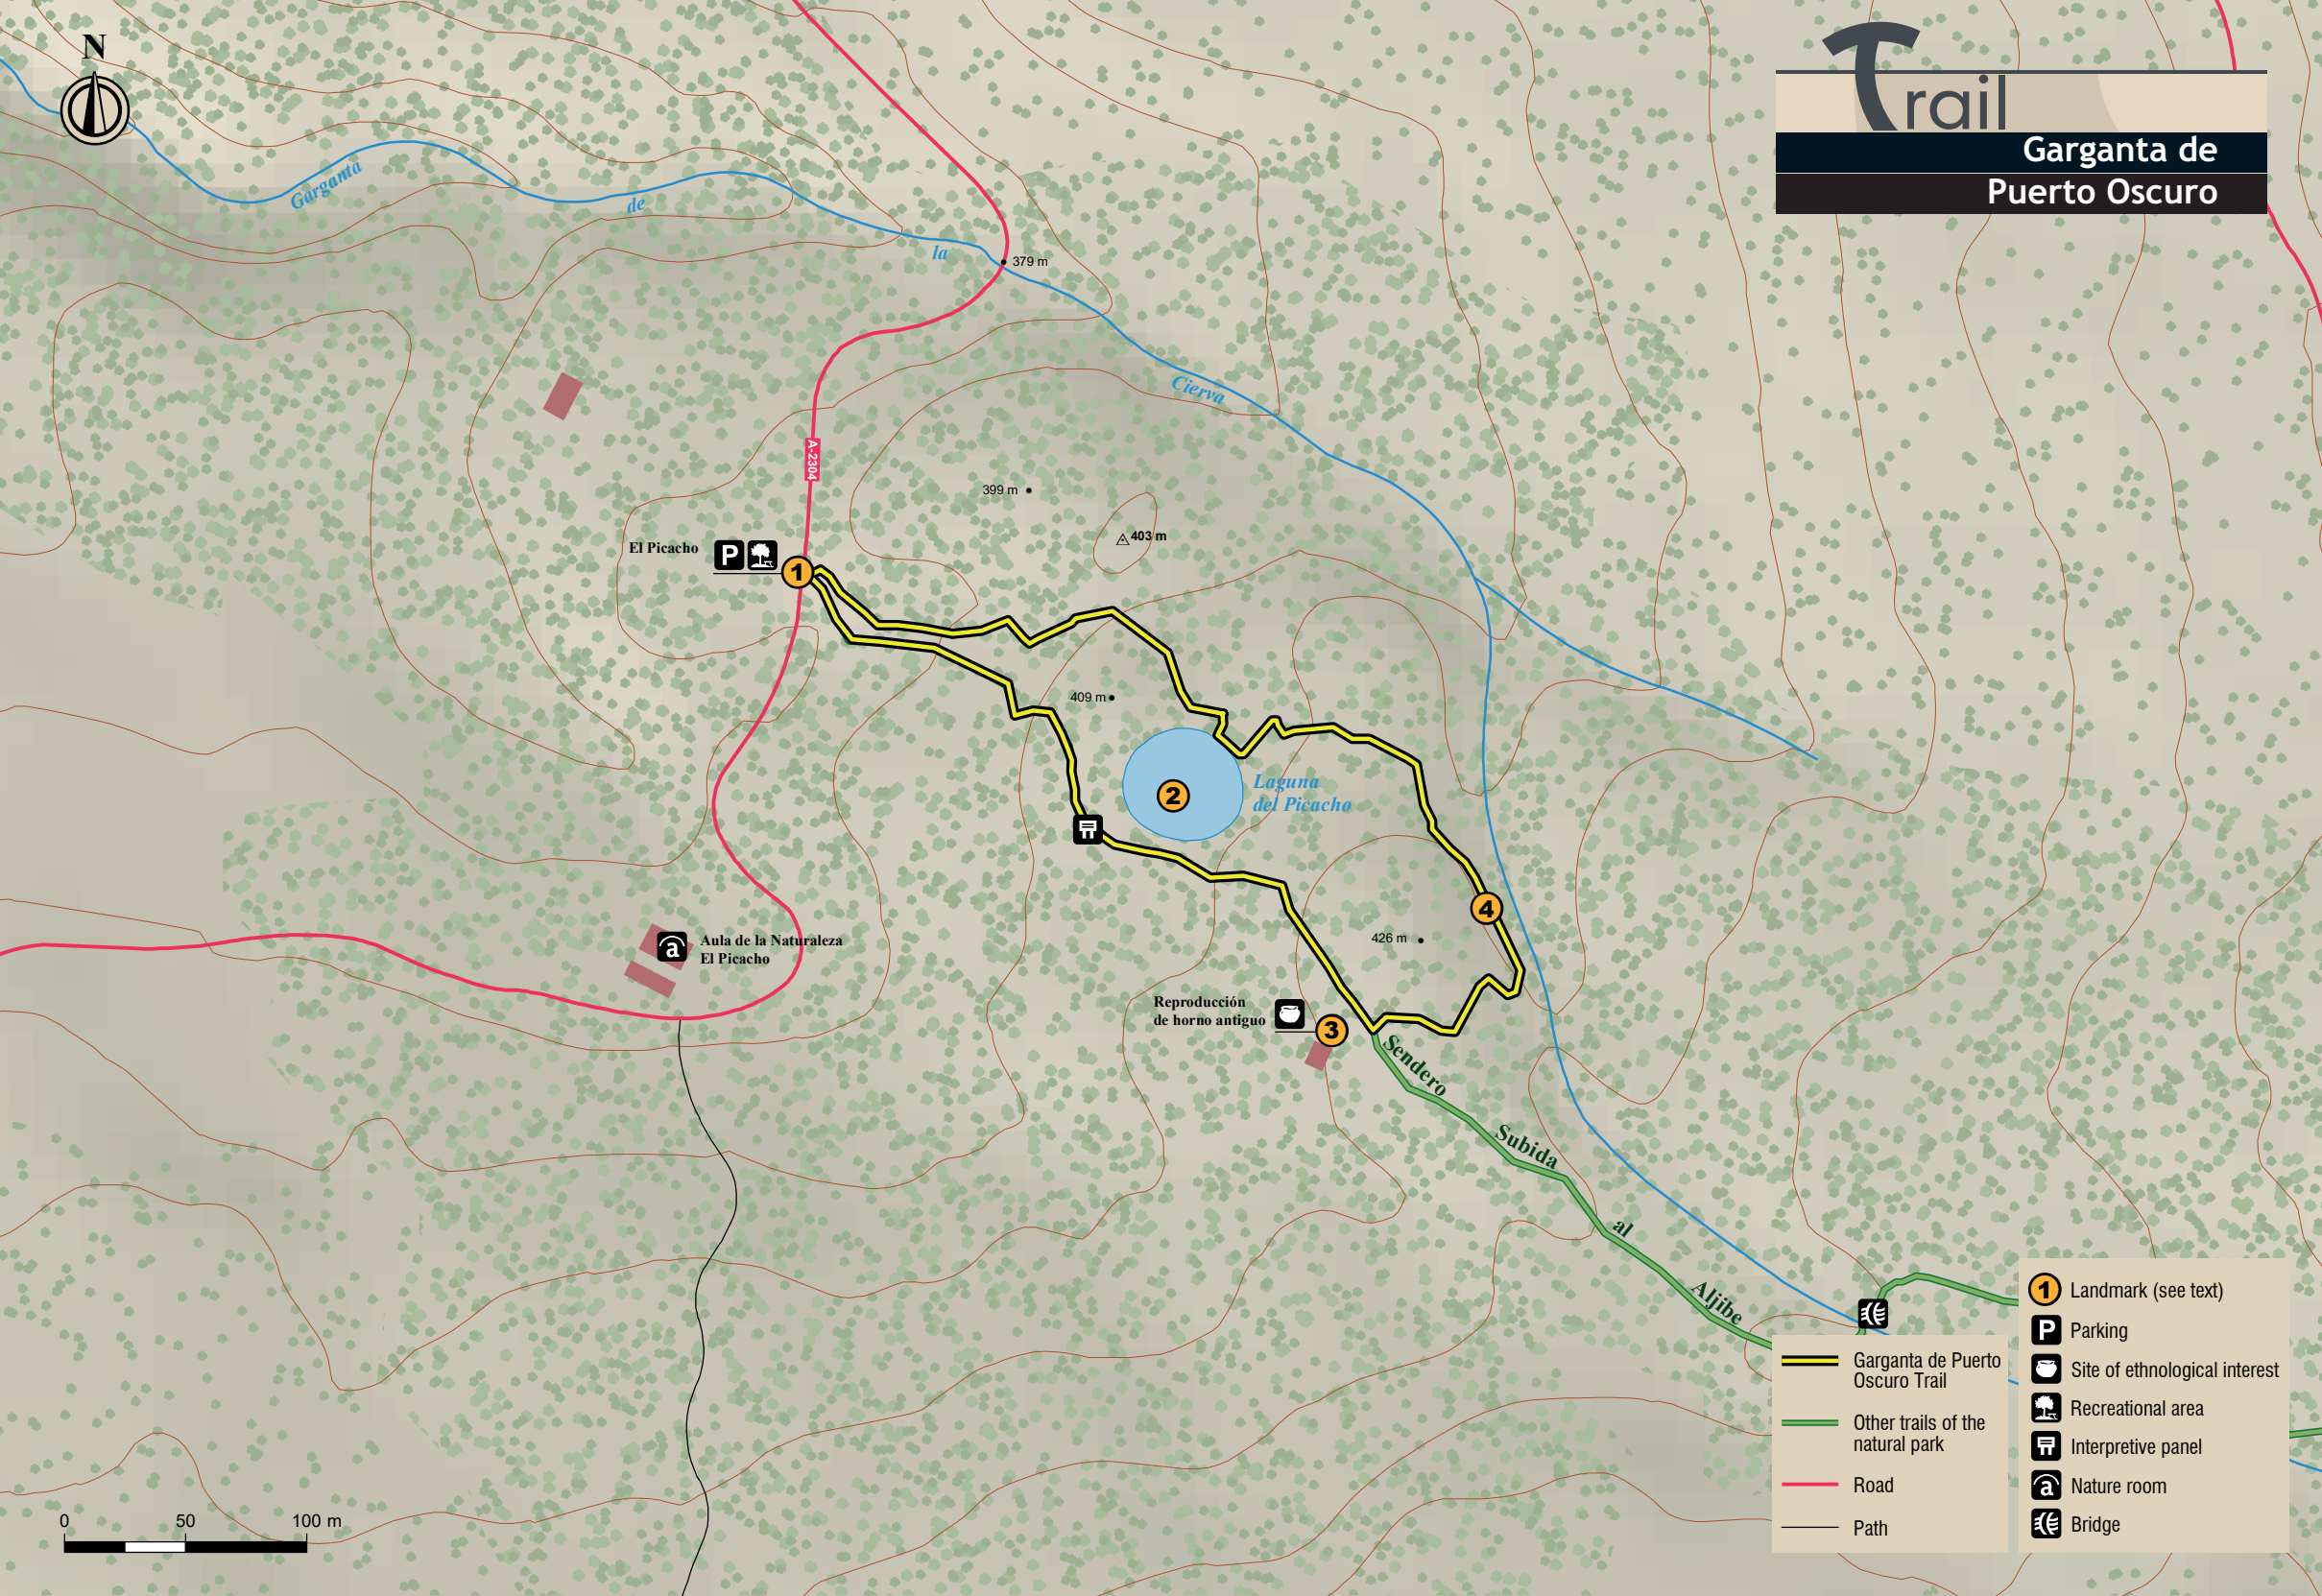 N
Trail
Garganta de
Puerto Oscuro
Garganta
de
la
Cierva
379 m
A-2304
399 m
403 m
El Picacho
P
1
409 m
2
Laguna
del Picacho
4
426 m
a
Aula de la Naturaleza
El Picacho
Reproducción
de horno antiguo
3
Sendero
Subida
al
Aljibe
0 50 100 m
Garganta de Puerto
Oscuro Trail
Other trails of the
natural park
Road
Path
1 Landmark (see text)
P Parking
Site of ethnological interest
Recreational area
Interpretive panel
a Nature room
Bridge